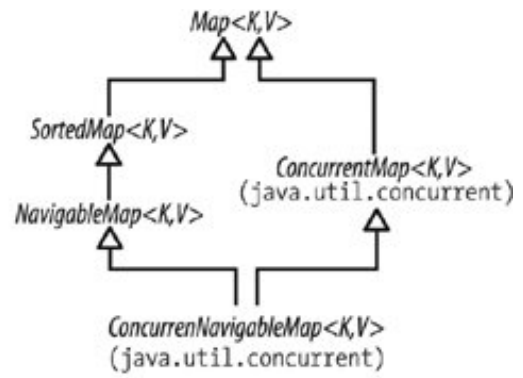 Map<K,V>
SortedMap<K,V>
ConcurrentMap<K,V>
(java.util.concurrent)
NavigableMap<K,V>
ConcurrenNavigableMap<K,V>
(java.util.concurrent)